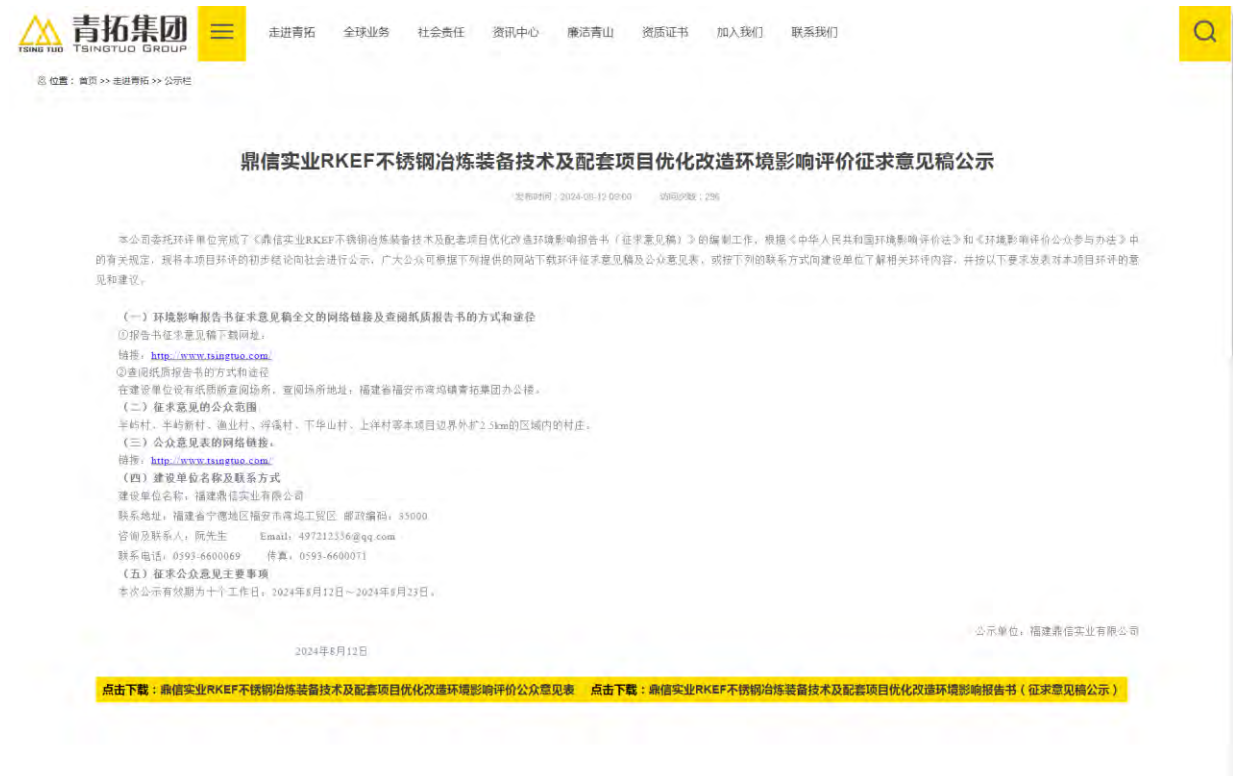 青拓集团
TSING TUO TSINGTUO GROUP
走进青拓 全球业务 社会责任 资讯中心 廉洁青山 资质证书 加入我们 联系我们
位置：首页 >> 走进青拓 >> 公示栏
鼎信实业RKEF不锈钢冶炼装备技术及配套项目优化改造环境影响评价征求意见稿公示
发布时间：2024-08-12 09:00 访问次数：296
本公司委托环评单位完成了《鼎信实业RKEF不锈钢冶炼装备技术及配套项目优化改造环境影响报告书（征求意见稿）》的编制工作，根据《中华人民共和国环境影响评价法》和《环境影响评价公众参与办法》中
的有关规定，现将本项目环评的初步结论向社会进行公示，广大公众可根据下列提供的网站下载环评征求意见稿及公众意见表，或按下列的联系方式向建设单位了解相关环评内容，并按以下要求发表对本项目环评的意
见和建议。
（一）环境影响报告书征求意见稿全文的网络链接及查阅纸质报告书的方式和途径
①报告书征求意见稿下载网址：
链接：http://www.tsingtuo.com/
②查阅纸质报告书的方式和途径
在建设单位设有纸质版查阅场所，查阅场所地址：福建省福安市湾坞镇青拓集团办公楼。
（二）征求意见的公众范围
半屿村、半屿新村、渔业村、浮溪村、下华山村、上洋村等本项目边界外扩2.5km的区域内的村庄。
（三）公众意见表的网络链接。
链接：http://www.tsingtuo.com/
（四）建设单位名称及联系方式
建设单位名称：福建鼎信实业有限公司
联系地址：福建省宁德地区福安市湾坞工贸区 邮政编码：35000
咨询及联系人：阮先生 Email：497212336@qq.com
联系电话：0593-6600069 传真：0593-6600071
（五）征求公众意见主要事项
本次公示有效期为十个工作日：2024年8月12日～2024年8月23日。
公示单位：福建鼎信实业有限公司
2024年8月12日
点击下载：鼎信实业RKEF不锈钢冶炼装备技术及配套项目优化改造环境影响评价公众意见表 点击下载：鼎信实业RKEF不锈钢冶炼装备技术及配套项目优化改造环境影响报告书（征求意见稿公示）